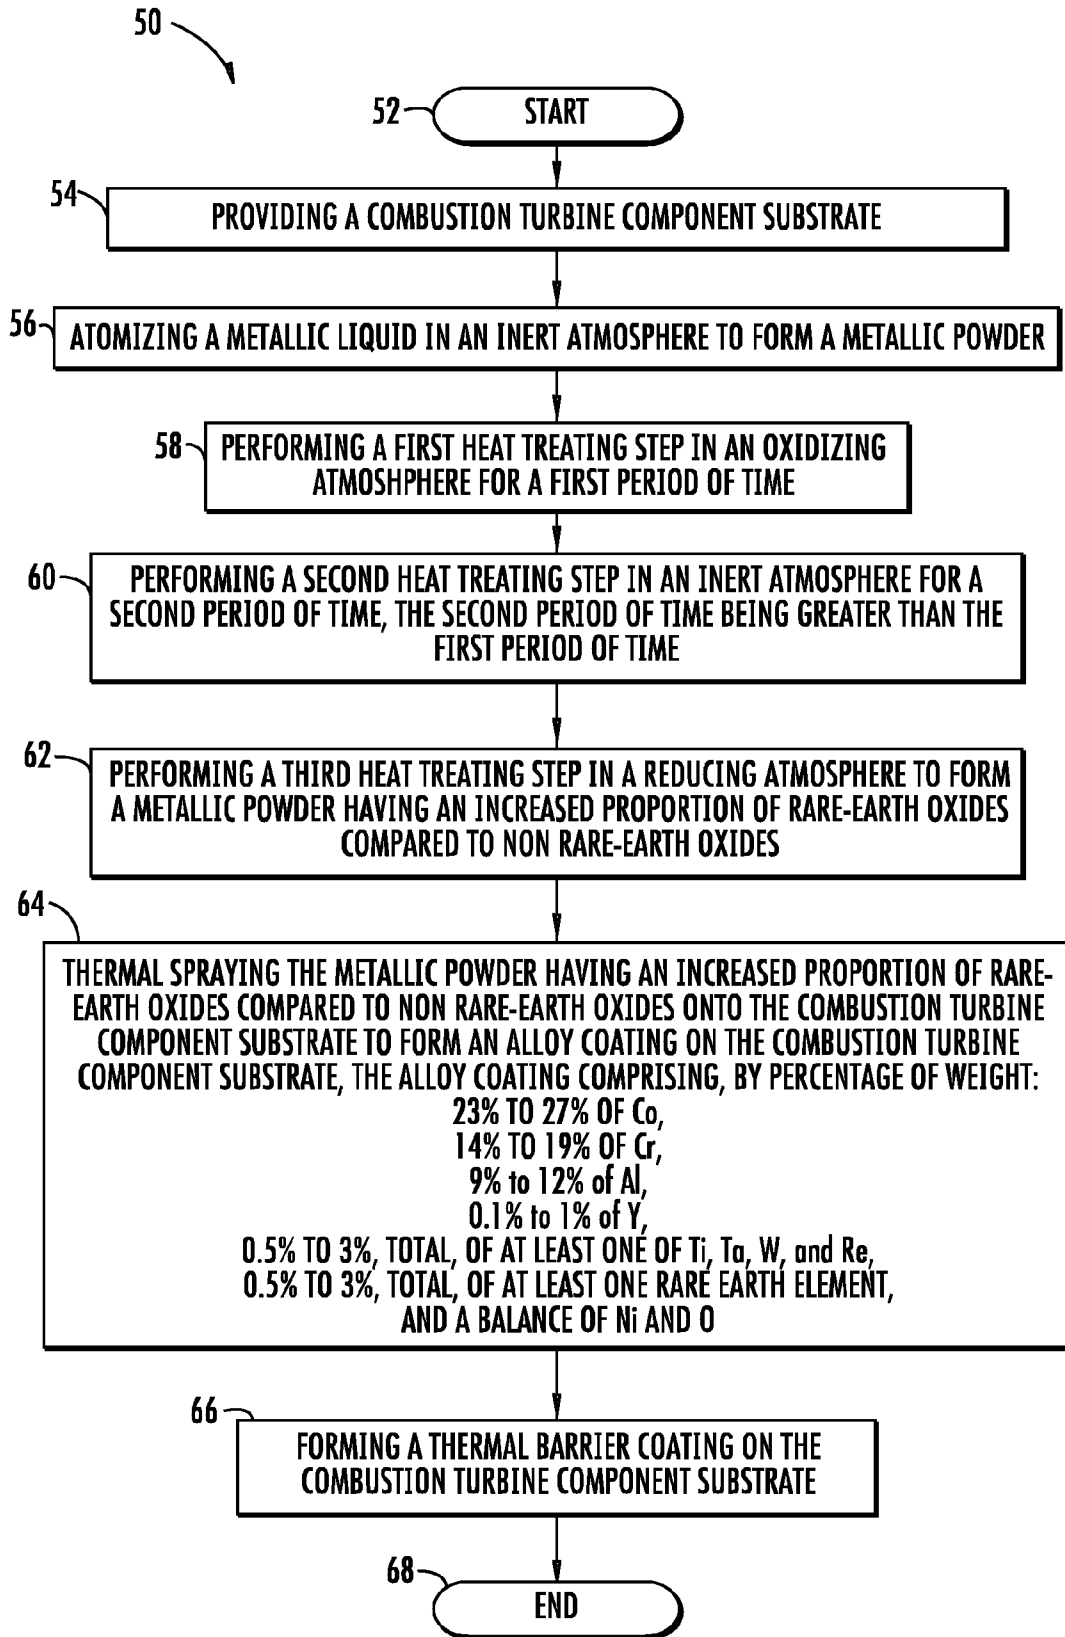 50
52
START
54
PROVIDING A COMBUSTION TURBINE COMPONENT SUBSTRATE
56
ATOMIZING A METALLIC LIQUID IN AN INERT ATMOSPHERE TO FORM A METALLIC POWDER
58
PERFORMING A FIRST HEAT TREATING STEP IN AN OXIDIZING
ATMOSHPHERE FOR A FIRST PERIOD OF TIME
60
PERFORMING A SECOND HEAT TREATING STEP IN AN INERT ATMOSPHERE FOR A
SECOND PERIOD OF TIME, THE SECOND PERIOD OF TIME BEING GREATER THAN THE
FIRST PERIOD OF TIME
62
PERFORMING A THIRD HEAT TREATING STEP IN A REDUCING ATMOSPHERE TO FORM
A METALLIC POWDER HAVING AN INCREASED PROPORTION OF RARE-EARTH OXIDES
COMPARED TO NON RARE-EARTH OXIDES
64
THERMAL SPRAYING THE METALLIC POWDER HAVING AN INCREASED PROPORTION OF RARE-
EARTH OXIDES COMPARED TO NON RARE-EARTH OXIDES ONTO THE COMBUSTION TURBINE
COMPONENT SUBSTRATE TO FORM AN ALLOY COATING ON THE COMBUSTION TURBINE
COMPONENT SUBSTRATE, THE ALLOY COATING COMPRISING, BY PERCENTAGE OF WEIGHT:
23% TO 27% OF Co,
14% TO 19% OF Cr,
9% to 12% of Al,
0.1% to 1% of Y,
0.5% TO 3%, TOTAL, OF AT LEAST ONE OF Ti, Ta, W, and Re,
0.5% TO 3%, TOTAL, OF AT LEAST ONE RARE EARTH ELEMENT,
AND A BALANCE OF Ni AND O
66
FORMING A THERMAL BARRIER COATING ON THE
COMBUSTION TURBINE COMPONENT SUBSTRATE
68
END